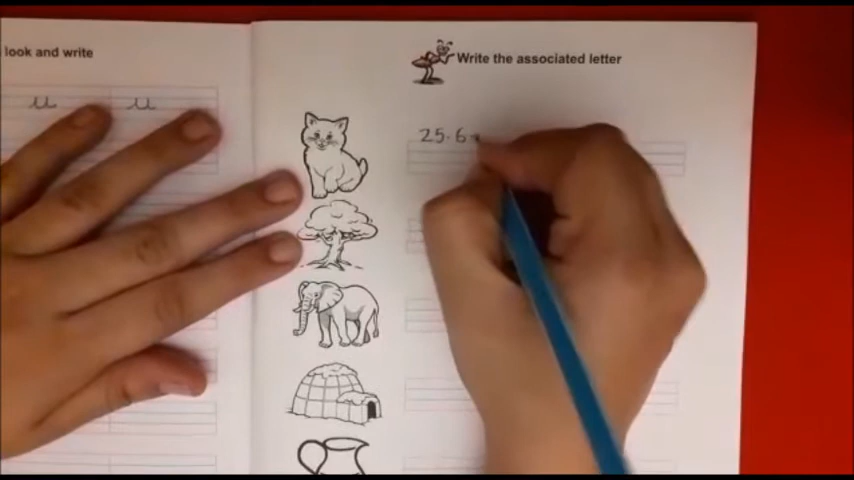 look and write
Write the associated letter
u u
25.6